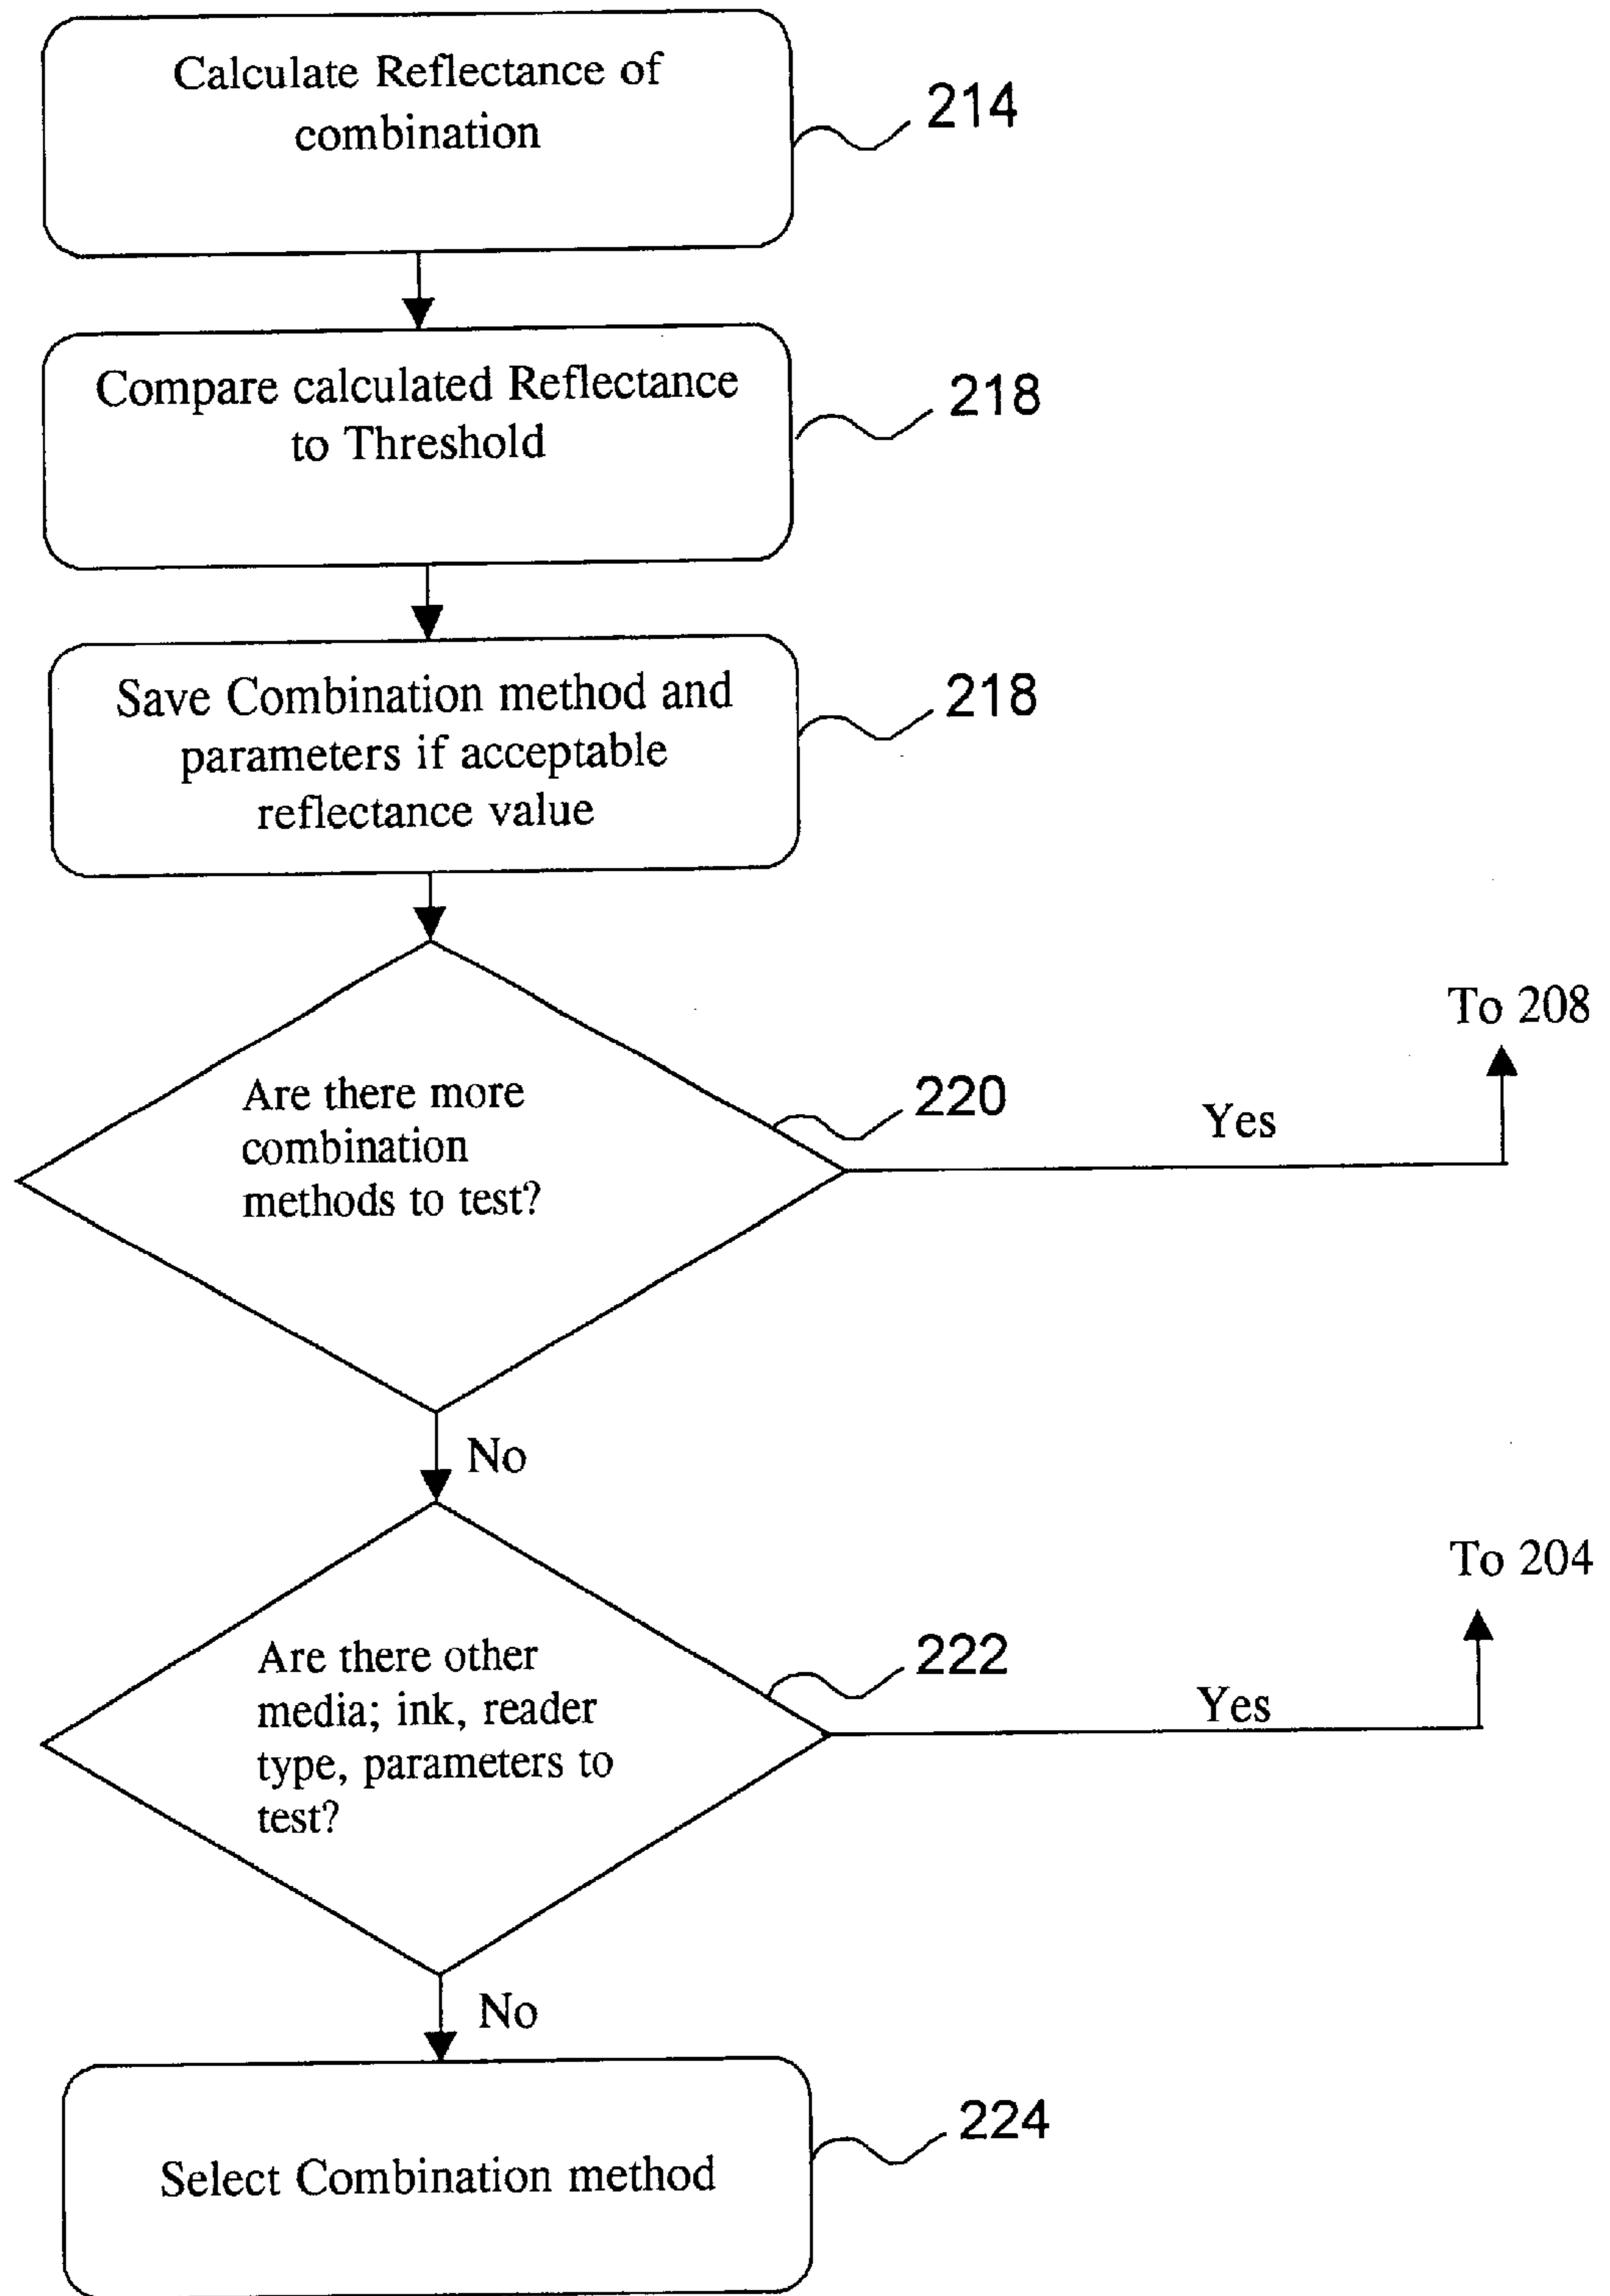 Calculate Reflectance of
combination
214
Compare calculated Reflectance
to Threshold
218
Save Combination method and
parameters if acceptable
reflectance value
218
To 208
Are there more
combination
methods to test?
220
Yes
No
To 204
Are there other
media; ink, reader
type, parameters to
test?
222
Yes
No
Select Combination method
224